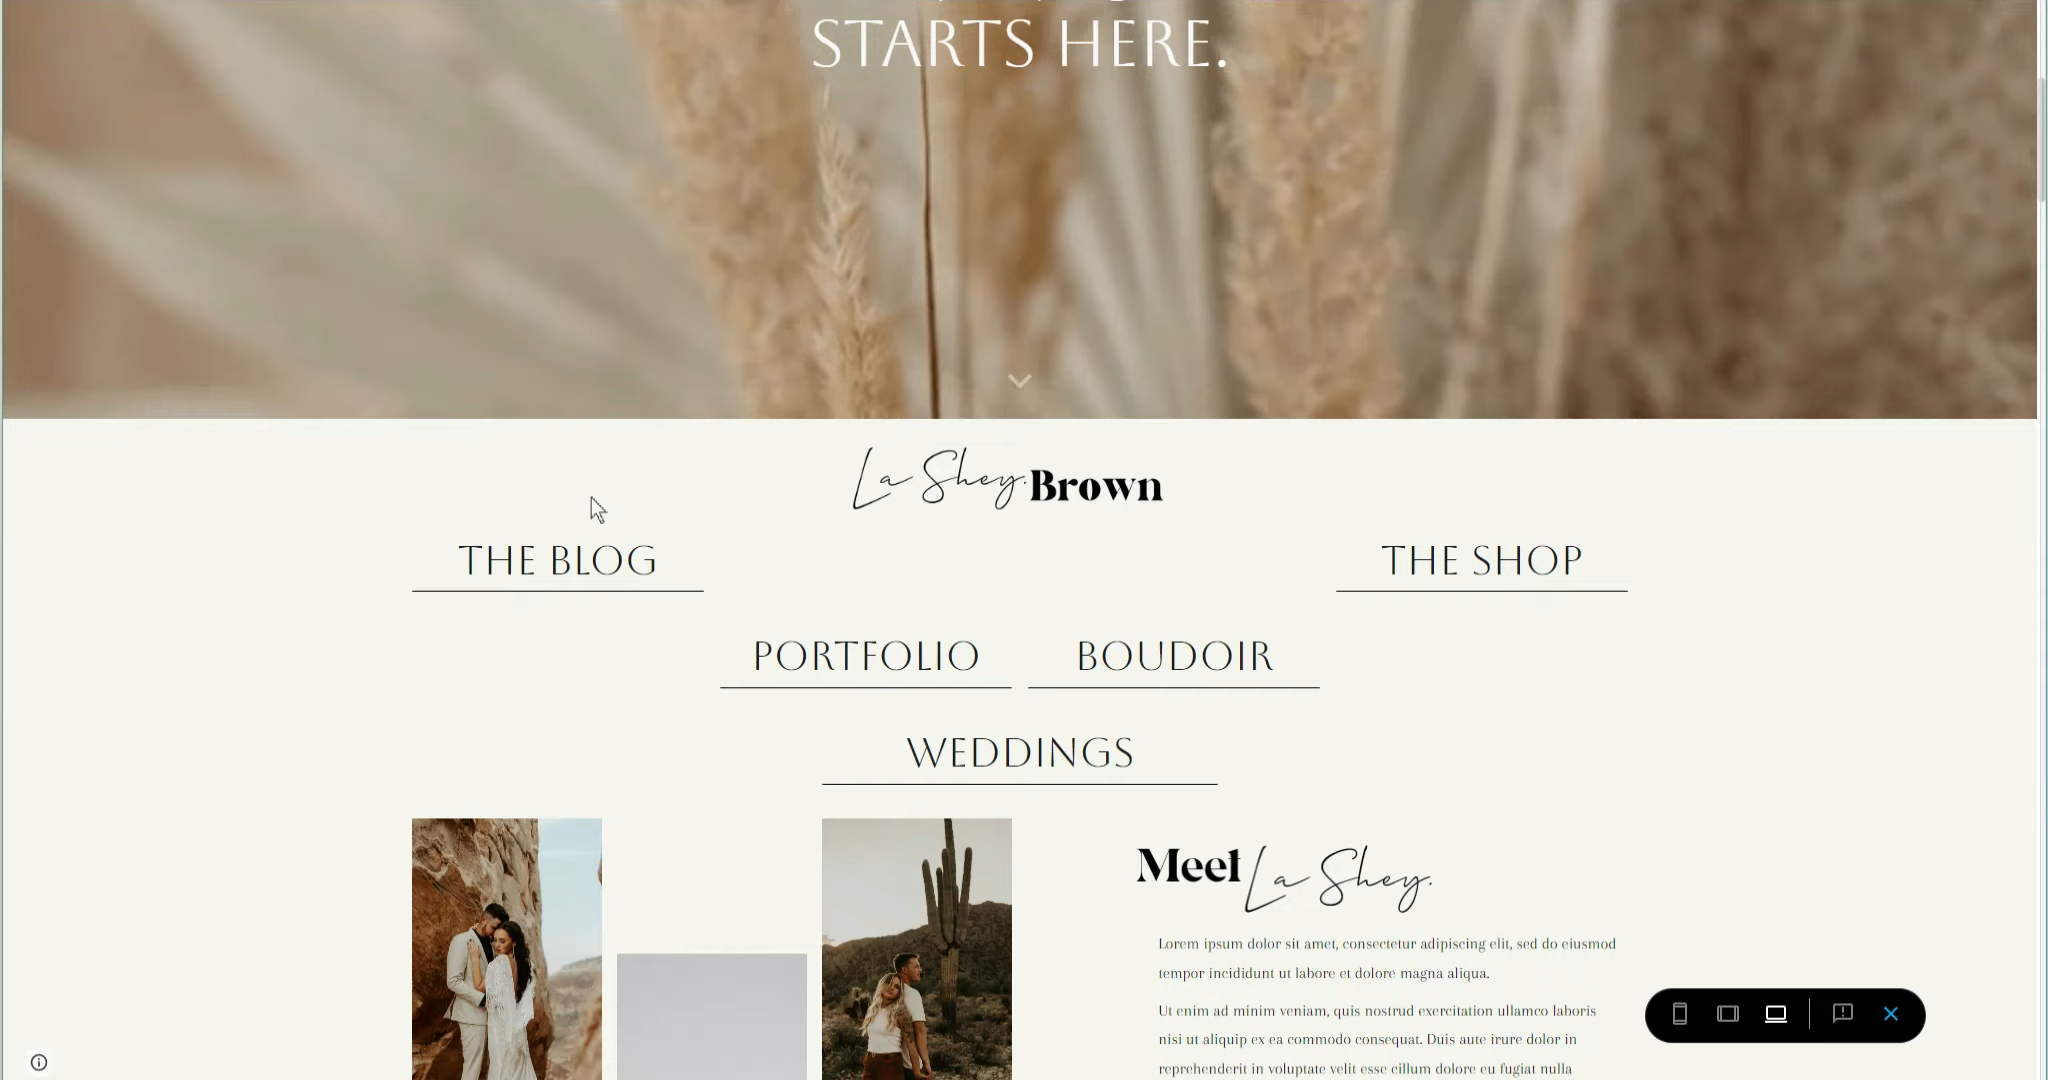 STARTS HERE.
La Shey. Brown
THE BLOG
THE SHOP
PORTFOLIO
BOUDOIR
WEDDINGS
Meet La Shey.
Lorem ipsum dolor sit amet, consectetur adipiscing elit, sed do eiusmod
tempor incididunt ut labore et dolore magna aliqua.
Ut enim ad minim veniam, quis nostrud exercitation ullamco laboris
nisi ut aliquip ex ea commodo consequat. Duis aute irure dolor in
reprehenderit in voluptate velit esse cillum dolore eu fugiat nulla